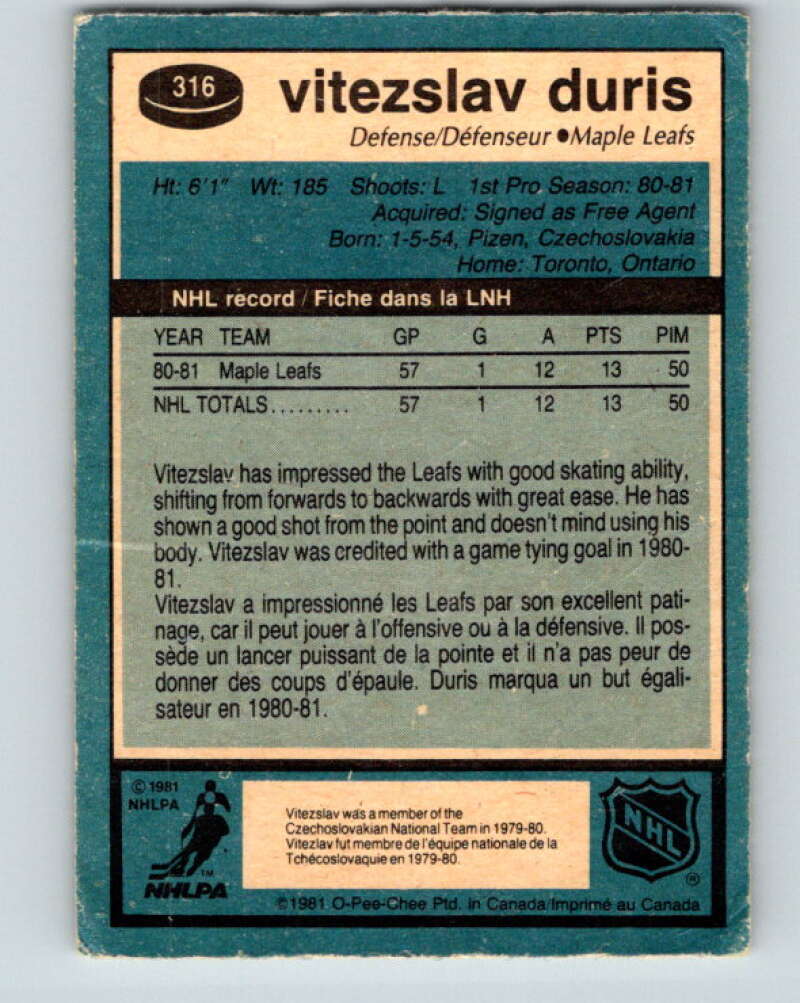 316
vitezslav duris
Defense/Défenseur ●Maple Leafs
Ht: 6'1" Wt: 185 Shoots: L 1st Pro Season: 80-81
Acquired: Signed as Free Agent
Born: 1-5-54, Pizen, Czechoslovakia
Home: Toronto, Ontario
NHL record / Fiche dans la LNH
YEAR TEAM GP G A PTS PIM
80-81 Maple Leafs 57 1 12 13 50
NHL TOTALS......... 57 1 12 13 50
Vitezslav has impressed the Leafs with good skating ability,
shifting from forwards to backwards with great ease. He has
shown a good shot from the point and doesn't mind using his
body. Vitezslav was credited with a game tying goal in 1980-
81.
Vitezslav a impressionné les Leafs par son excellent pati-
nage, car il peut jouer à l'offensive ou à la défensive. Il pos-
sède un lancer puissant de la pointe et il n'a pas peur de
donner des coups d'épaule. Duris marqua un but égali-
sateur en 1980-81.
© 1981
NHLPA
Vitezslav was a member of the
Czechoslovakian National Team in 1979-80.
Vitezlav fut membre de l'équipe nationale de la
Tchécoslovaquie en 1979-80.
NHL
®
TM
NHLPA
©1981 O-Pee-Chee Ptd. in Canada/Imprimé au Canada